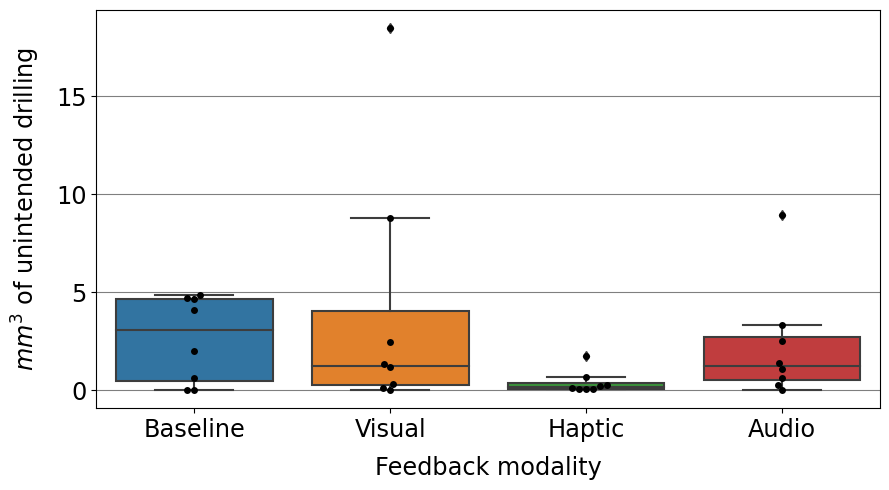 mm³ of unintended drilling
15
10
5
0
Baseline Visual Haptic Audio
Feedback modality